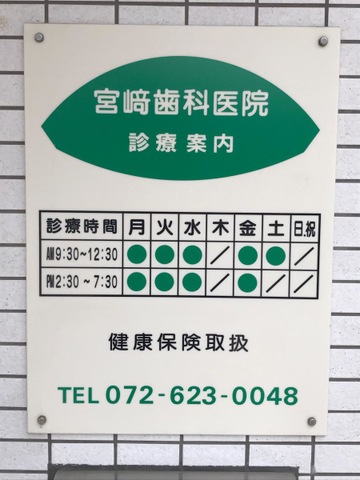 宮﨑歯科医院
診療案内
診療時間 月 火 水 木 金 土 日.祝
AM9:30~12:30 ● ● ● / ● ● /
PM2:30~7:30 ● ● ● / ● / /
健康保険取扱
TEL 072-623-0048